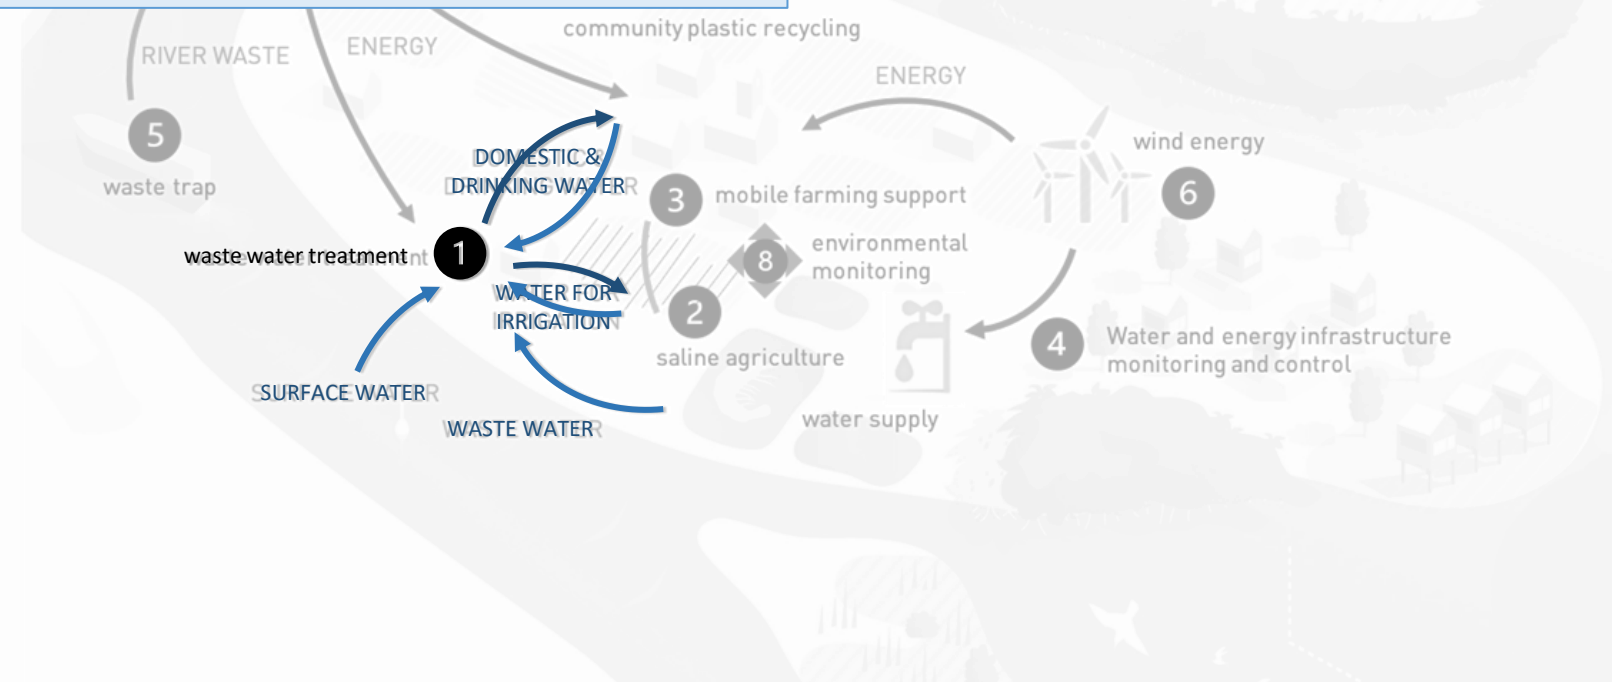 community plastic recycling
RIVER WASTE
ENERGY
ENERGY
5
waste trap
DOMESTIC &
DRINKING WATER
3
mobile farming support
wind energy
6
waste water treatment
1
environmental
monitoring
8
WATER FOR
IRRIGATION
2
saline agriculture
4
Water and energy infrastructure
monitoring and control
SURFACE WATER
WASTE WATER
water supply